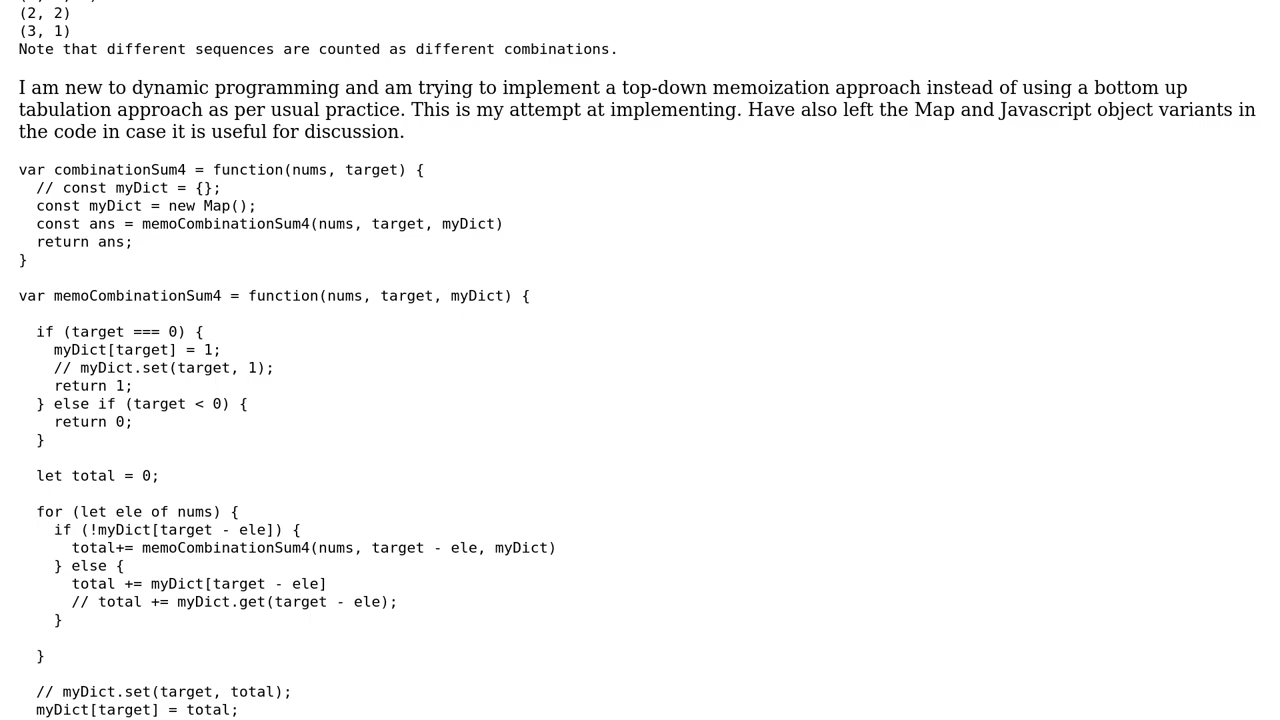 (2, 2)
(3, 1)
Note that different sequences are counted as different combinations.
I am new to dynamic programming and am trying to implement a top-down memoization approach instead of using a bottom up
tabulation approach as per usual practice. This is my attempt at implementing. Have also left the Map and Javascript object variants in
the code in case it is useful for discussion.
var combinationSum4 = function(nums, target) {
  // const myDict = {};
  const myDict = new Map();
  const ans = memoCombinationSum4(nums, target, myDict)
  return ans;
}
var memoCombinationSum4 = function(nums, target, myDict) {
  if (target === 0) {
    myDict[target] = 1;
    // myDict.set(target, 1);
    return 1;
  } else if (target < 0) {
    return 0;
  }
  let total = 0;
  for (let ele of nums) {
    if (!myDict[target - ele]) {
      total+= memoCombinationSum4(nums, target - ele, myDict)
    } else {
      total += myDict[target - ele]
      // total += myDict.get(target - ele);
    }
  }
  // myDict.set(target, total);
  myDict[target] = total;